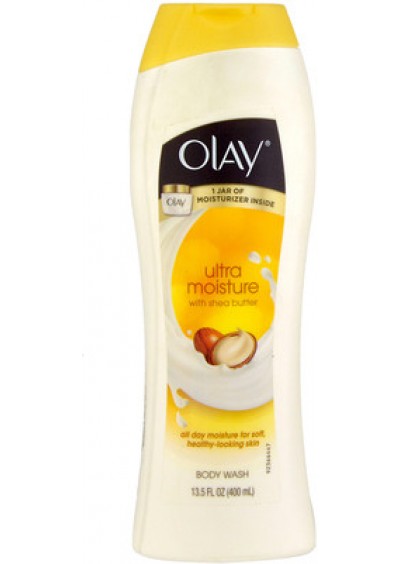 OLAY®
1 JAR OF
MOISTURIZER INSIDE
OLAY
ultra
moisture
with shea butter
all day moisture for soft,
healthy-looking skin
BODY WASH
13.5 FL OZ (400 mL)